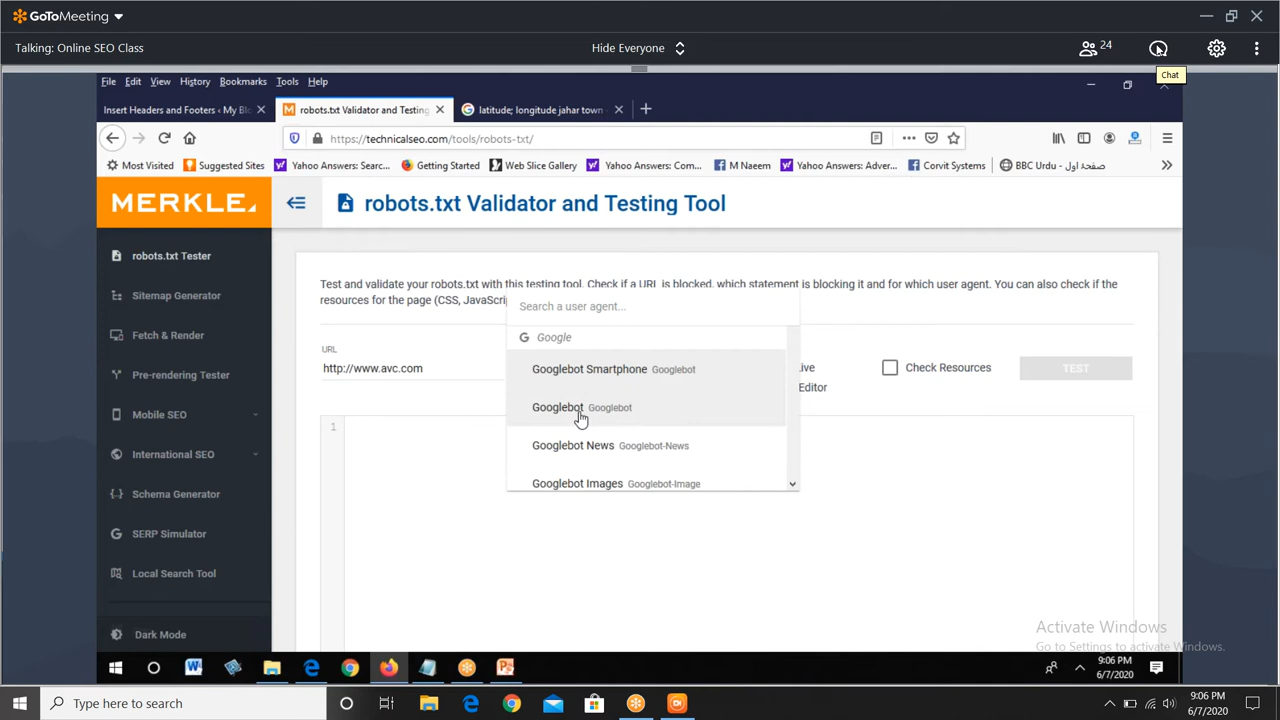 GoToMeeting
Talking: Online SEO Class
Hide Everyone
24
Chat
File Edit View History Bookmarks Tools Help
Insert Headers and Footers ‹ My Bl
robots.txt Validator and Testing
latitude; longitude jahar town -
https://technicalseo.com/tools/robots-txt/
Most Visited
Suggested Sites
Yahoo Answers: Searc...
Getting Started
Web Slice Gallery
Yahoo Answers: Com...
M Naeem
Yahoo Answers: Adver...
Corvit Systems
BBC Urdu - صفحۂ اول
MERKLE
robots.txt Validator and Testing Tool
robots.txt Tester
Sitemap Generator
Fetch & Render
Pre-rendering Tester
Mobile SEO
International SEO
Schema Generator
SERP Simulator
Local Search Tool
Dark Mode
Test and validate your robots.txt with this testing tool. Check if a URL is blocked, which statement is blocking it and for which user agent. You can also check if the
resources for the page (CSS, JavaScrip
Search a user agent...
Google
URL
http://www.avc.com
Googlebot Smartphone Googlebot
Googlebot Googlebot
Googlebot News Googlebot-News
Googlebot Images Googlebot-Image
ive
Editor
Check Resources
TEST
1
Activate Windows
Go to Settings to activate Windows.
9:06 PM
6/7/2020
Type here to search
9:06 PM
6/7/2020